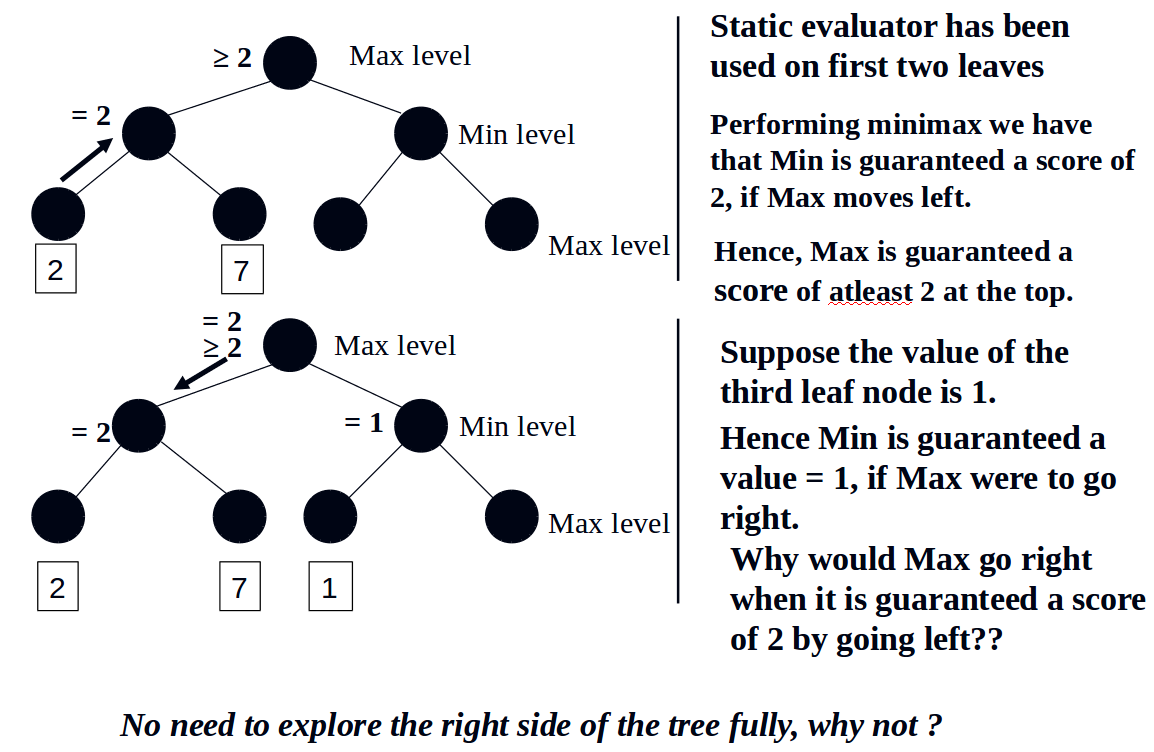 ≥ 2 Max level
= 2
Min level
Max level
2 7
Static evaluator has been
used on first two leaves
Performing minimax we have
that Min is guaranteed a score of
2, if Max moves left.
Hence, Max is guaranteed a
score of atleast 2 at the top.
= 2
≥ 2 Max level
= 2 = 1 Min level
Max level
2 7 1
Suppose the value of the
third leaf node is 1.
Hence Min is guaranteed a
value = 1, if Max were to go
right.
Why would Max go right
when it is guaranteed a score
of 2 by going left??
No need to explore the right side of the tree fully, why not ?